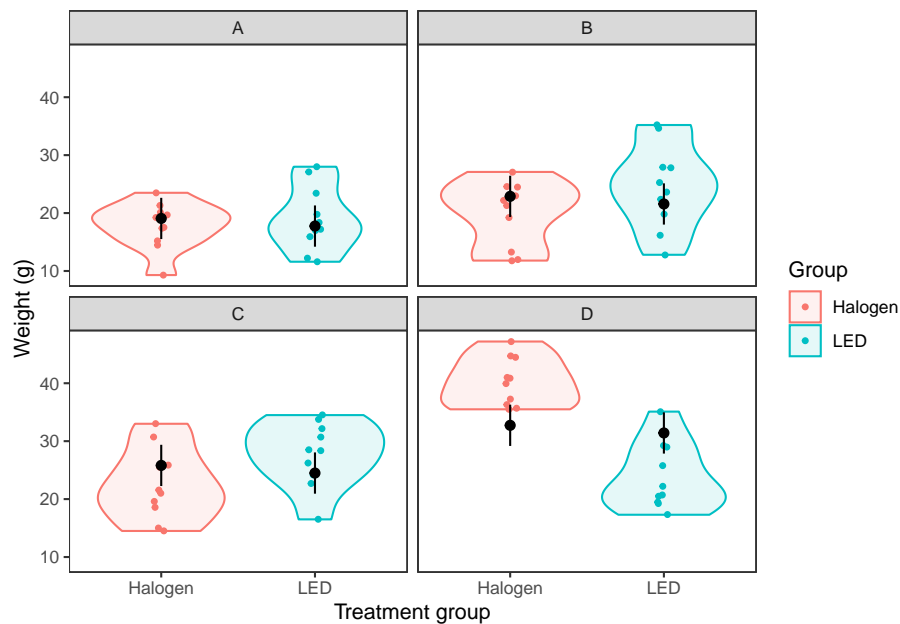 A
B
40
30
20
10
Weight (g)
C
D
40
30
20
10
Halogen
LED
Halogen
LED
Treatment group
Group
Halogen
LED